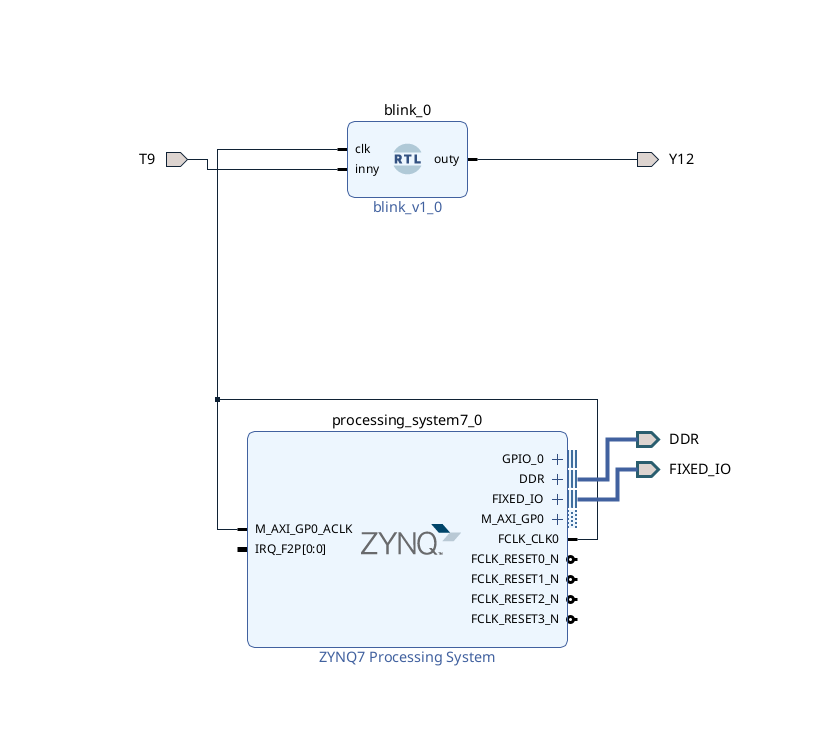 blink_0
T9
clk
inny
RTL
outy
Y12
blink_v1_0
processing_system7_0
GPIO_0
DDR
FIXED_IO
M_AXI_GP0
FCLK_CLK0
FCLK_RESET0_N
FCLK_RESET1_N
FCLK_RESET2_N
FCLK_RESET3_N
M_AXI_GP0_ACLK
IRQ_F2P[0:0]
ZYNQ
DDR
FIXED_IO
ZYNQ7 Processing System